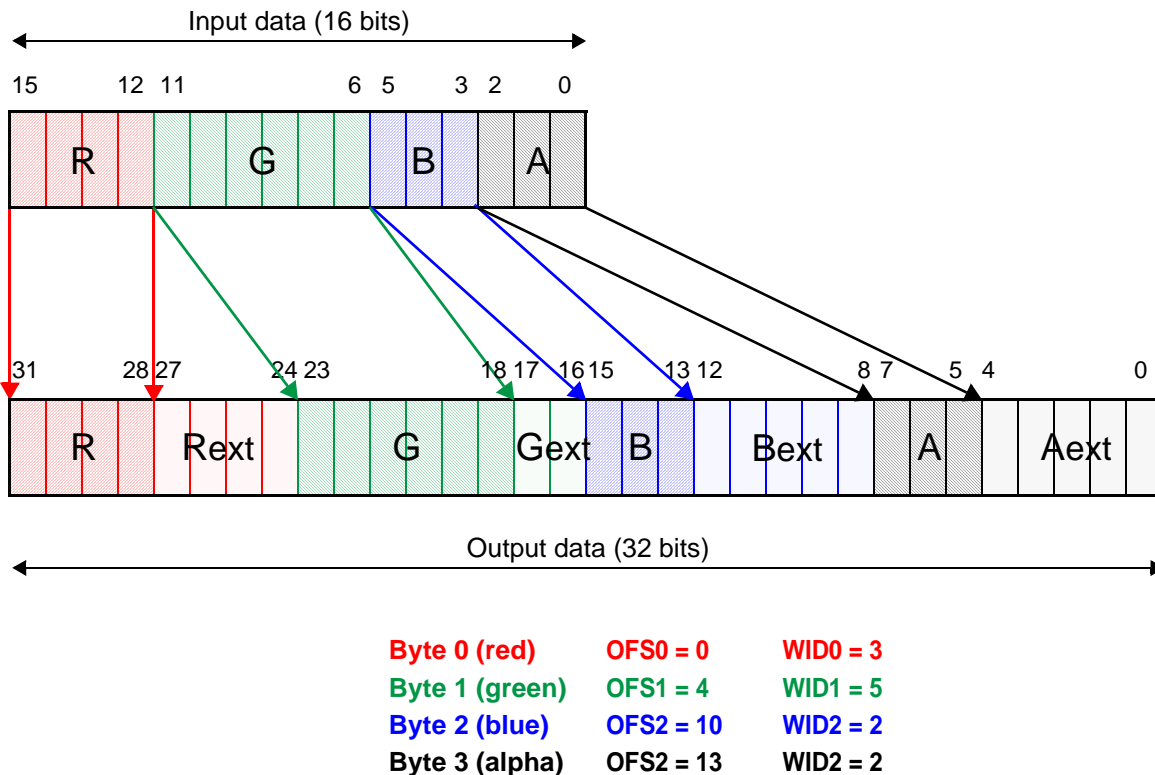 Input data (16 bits)
15 12 11 6 5 3 2 0
R G B A
31 28 27 24 23 18 17 16 15 13 12 8 7 5 4 0
R Rext G Gext B Bext A Aext
Output data (32 bits)
Byte 0 (red) OFS0 = 0 WID0 = 3
Byte 1 (green) OFS1 = 4 WID1 = 5
Byte 2 (blue) OFS2 = 10 WID2 = 2
Byte 3 (alpha) OFS2 = 13 WID2 = 2